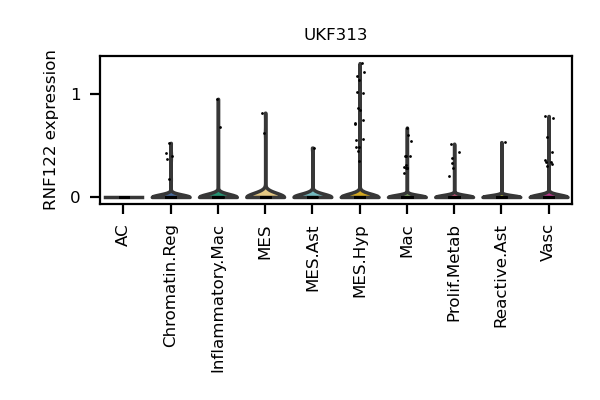 UKF313
RNF122 expression
1
0
AC
Chromatin.Reg
Inflammatory.Mac
MES
MES.Ast
MES.Hyp
Mac
Prolif.Metab
Reactive.Ast
Vasc